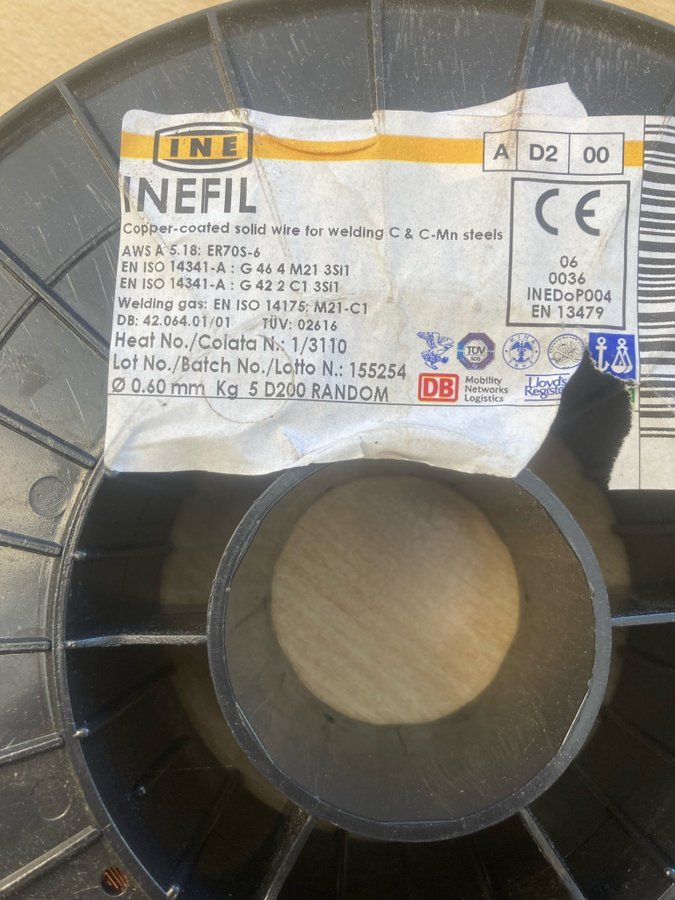 INE
A D2 00
INEFIL
Copper-coated solid wire for welding C & C-Mn steels
AWS A 5.18: ER70S-6
EN ISO 14341-A : G 46 4 M21 3Si1
EN ISO 14341-A : G 42 2 C1 3Si1
Welding gas: EN ISO 14175: M21-C1
DB: 42.064.01/01 TÜV: 02616
Heat No./Colata N.: 1/3110
Lot No./Batch No./Lotto N.: 155254
Ø 0.60 mm Kg 5 D200 RANDOM
CE
06
0036
INEDoP004
EN 13479
TÜV
DB
Mobility
Networks
Logistics
Lloyd's